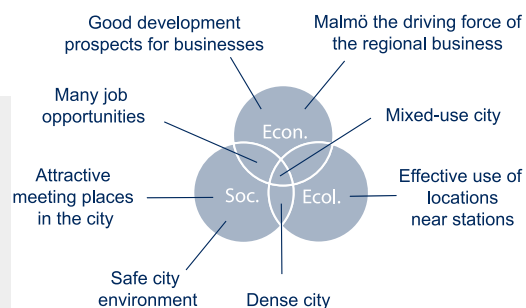 Good development
prospects for businesses
Malmö the driving force of
the regional business
Many job
opportunities
Econ.
Mixed-use city
Attractive
meeting places
in the city
Soc.
Ecol.
Effective use of
locations
near stations
Safe city
environment
Dense city